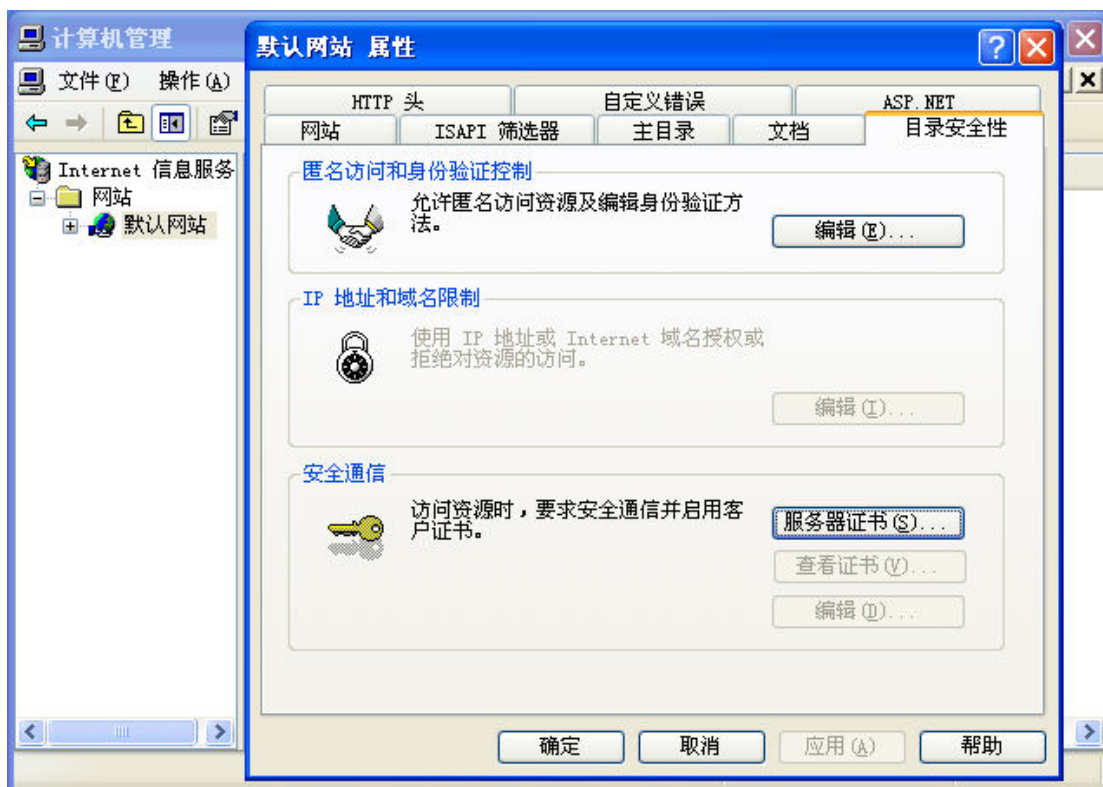 计算机管理
文件(F) 操作(A)
Internet 信息服务
网站
默认网站
默认网站 属性
HTTP 头 自定义错误 ASP.NET
网站 ISAPI 筛选器 主目录 文档 目录安全性
匿名访问和身份验证控制
允许匿名访问资源及编辑身份验证方
法。
编辑(E)...
IP 地址和域名限制
使用 IP 地址或 Internet 域名授权或
拒绝对资源的访问。
编辑(I)...
安全通信
访问资源时，要求安全通信并启用客
户证书。
服务器证书(S)...
查看证书(V)...
编辑(D)...
确定 取消 应用(A) 帮助